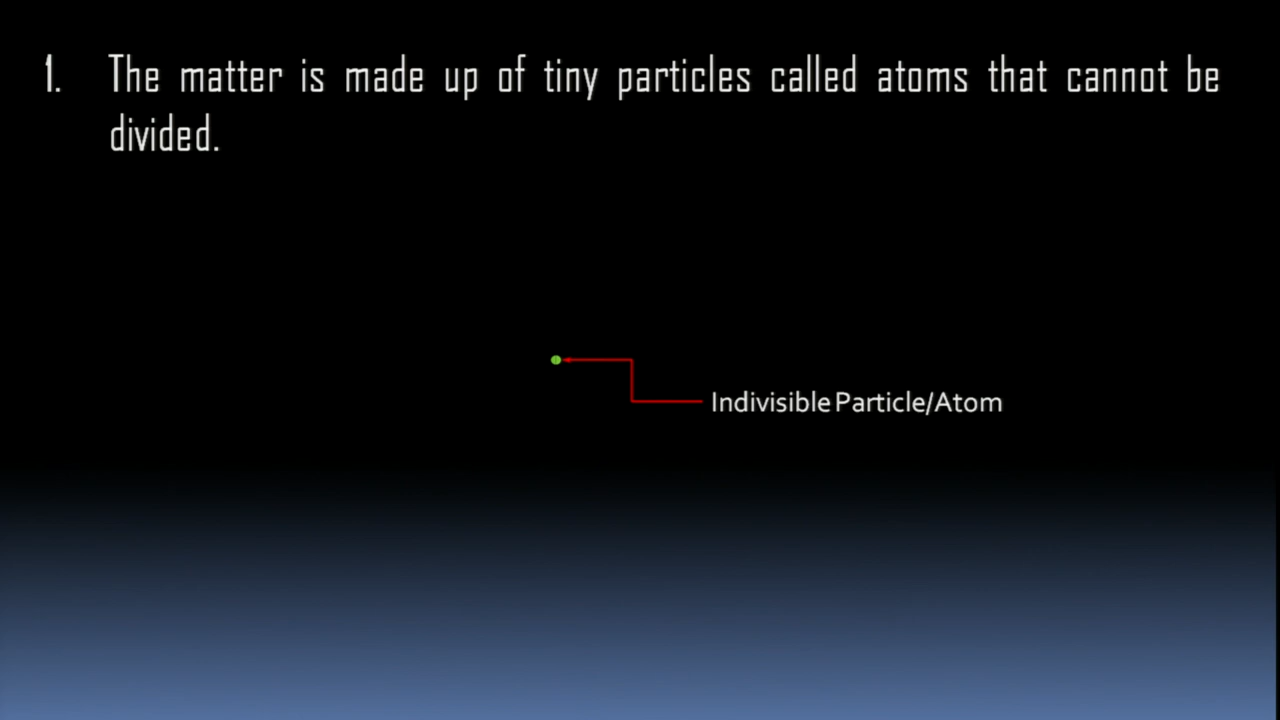 1. The matter is made up of tiny particles called atoms that cannot be
divided.
Indivisible Particle/Atom